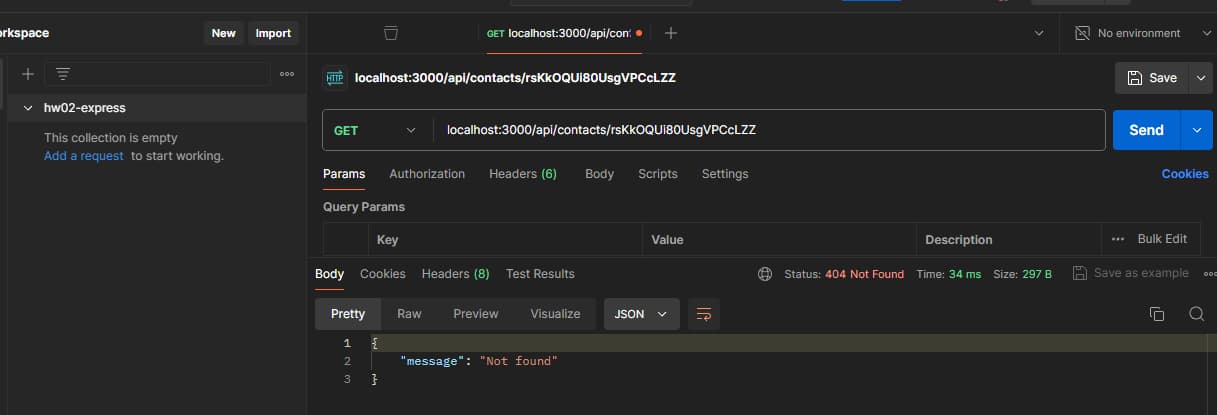 rkspace
New
Import
GET localhost:3000/api/con
No environment
HTTP localhost:3000/api/contacts/rsKkOQUi80UsgVPCcLZZ
Save
hw02-express
This collection is empty
Add a request to start working.
GET
localhost:3000/api/contacts/rsKkOQUi80UsgVPCcLZZ
Send
Params
Authorization
Headers (6)
Body
Scripts
Settings
Cookies
Query Params
Key
Value
Description
Bulk Edit
Body
Cookies
Headers (8)
Test Results
Status: 404 Not Found
Time: 34 ms
Size: 297 B
Save as example
Pretty
Raw
Preview
Visualize
JSON
1 {
2 "message": "Not found"
3 }